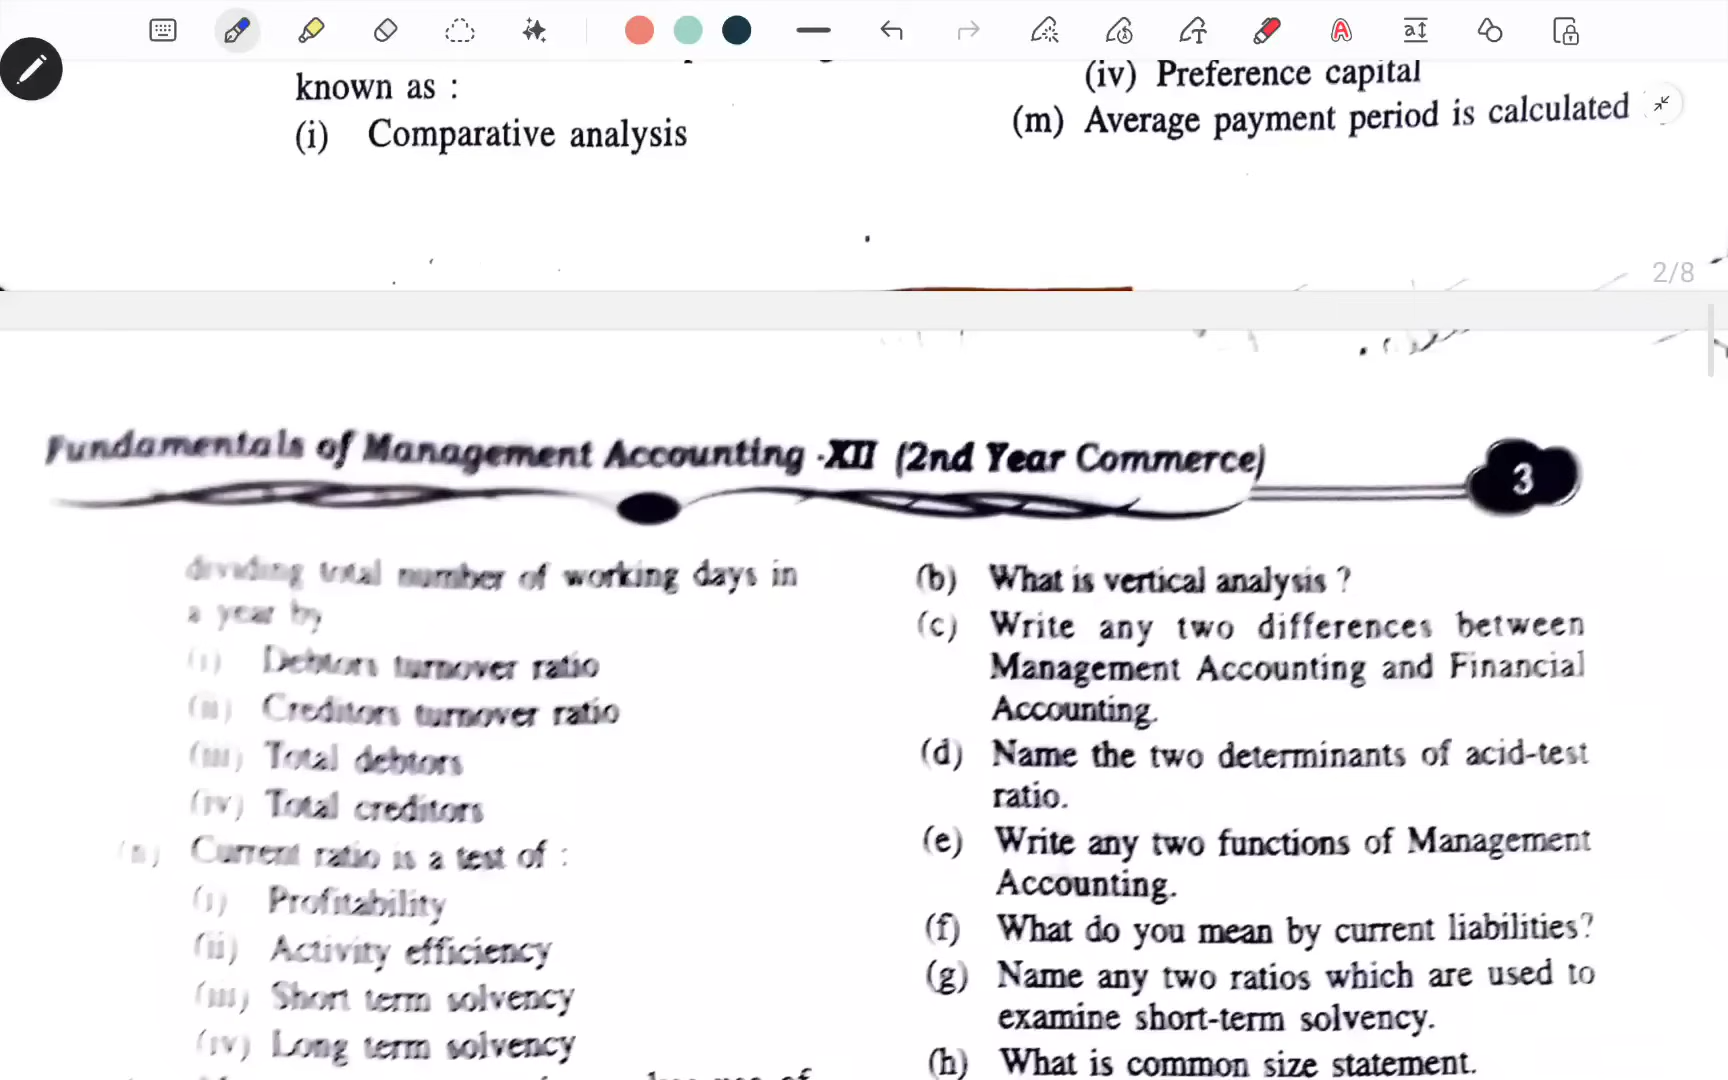 known as :
(i) Comparative analysis
(iv) Preference capital
(m) Average payment period is calculated
2/8
Fundamentals of Management Accounting -XII (2nd Year Commerce)
3
dividing total number of working days in
a year by
(i) Debtors turnover ratio
(ii) Creditors turnover ratio
(iii) Total debtors
(iv) Total creditors
(n) Current ratio is a test of :
(i) Profitability
(ii) Activity efficiency
(iii) Short term solvency
(iv) Long term solvency
(b) What is vertical analysis ?
(c) Write any two differences between
Management Accounting and Financial
Accounting.
(d) Name the two determinants of acid-test
ratio.
(e) Write any two functions of Management
Accounting.
(f) What do you mean by current liabilities?
(g) Name any two ratios which are used to
examine short-term solvency.
(h) What is common size statement.